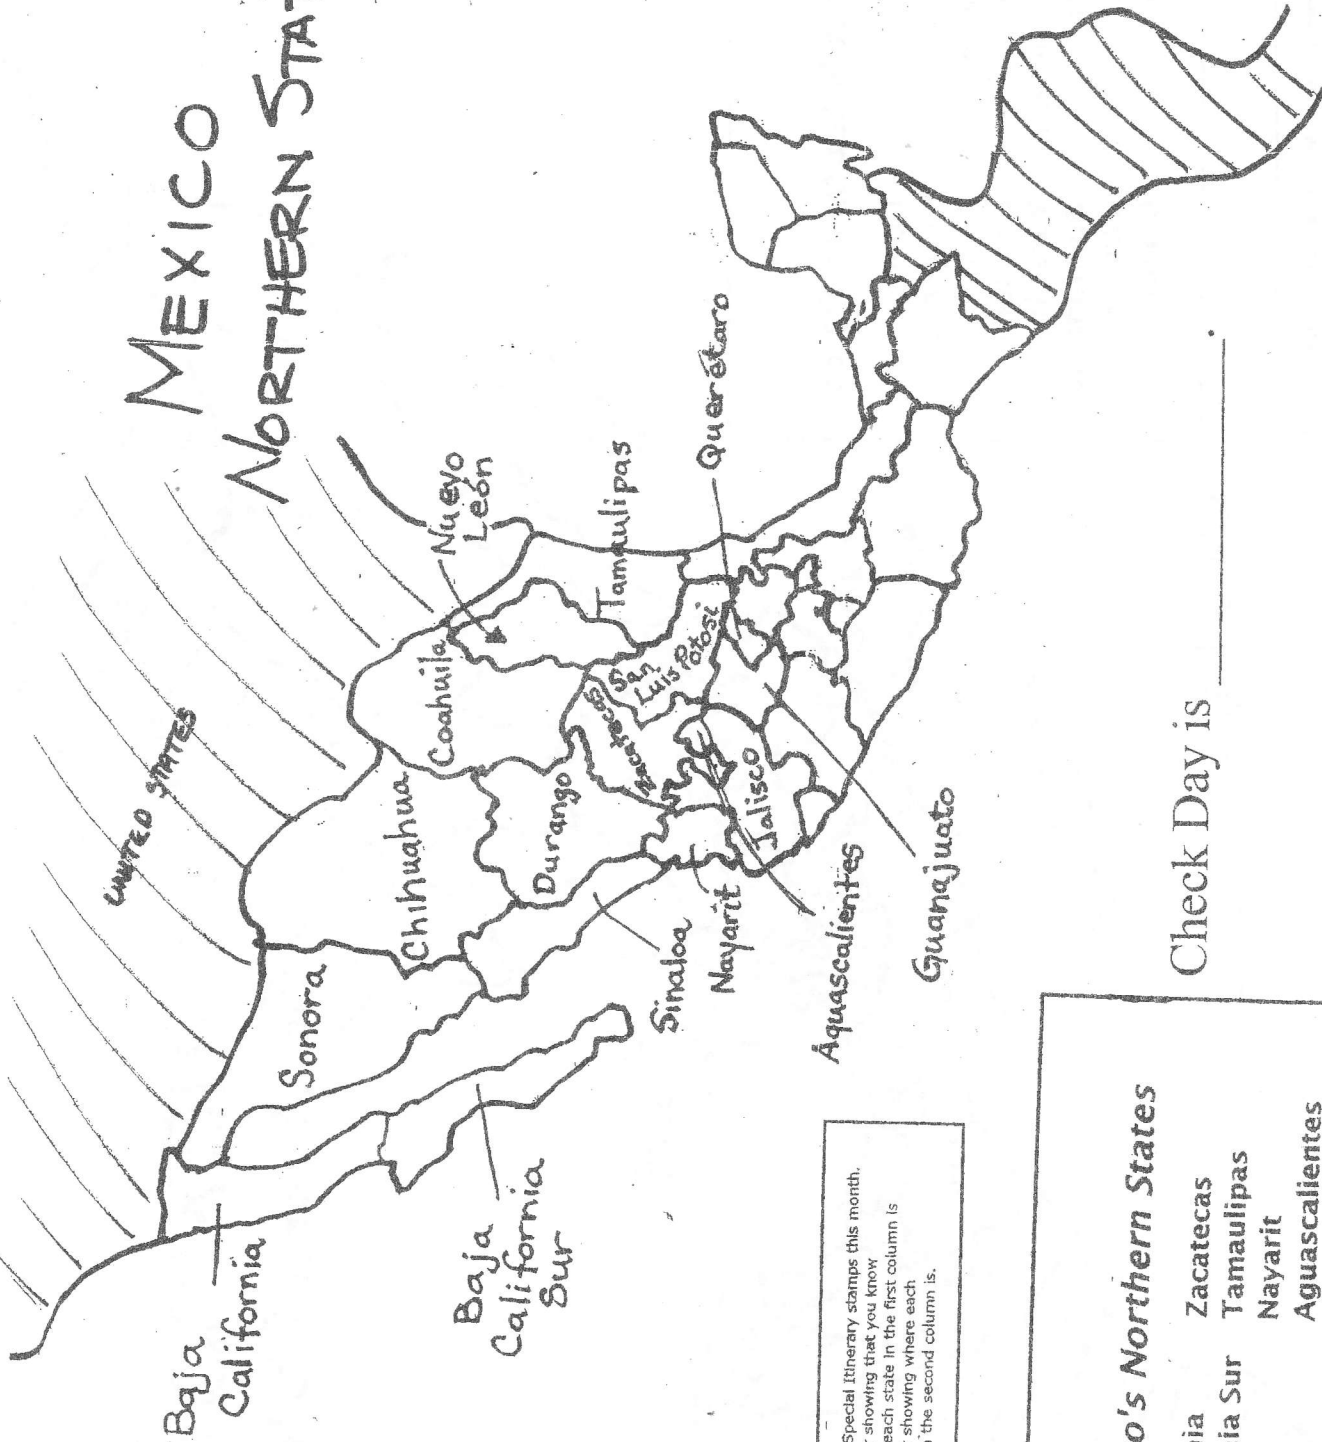 MEXICO
NORTHERN STA
UNITED STATES
Nuevo
León
Coahuila
Tamaulipas
Chihuahua
Durango
Zacatecas
San
Luis Potosi
Querétaro
Sonora
Jalisco
Sinaloa
Nayarit
Aguascalientes
Guanajuato
Baja
California
Baja
California
Sur
Special Itinerary stamps this month.
showing that you know
each state in the first column is
showing where each
the second column is.
Check Day is
o's Northern States
nia Zacatecas
ia Sur Tamaulipas
Nayarit
Aguascalientes